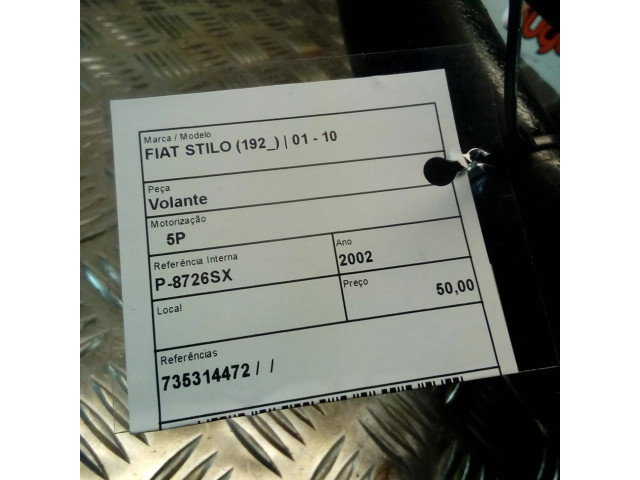 Marca / Modelo
FIAT STILO (192_) | 01 - 10
Peça
Volante
Motorização
5P
Referência Interna
P-8726SX
Ano
2002
Local
Preço
50,00
Referências
735314472 / /